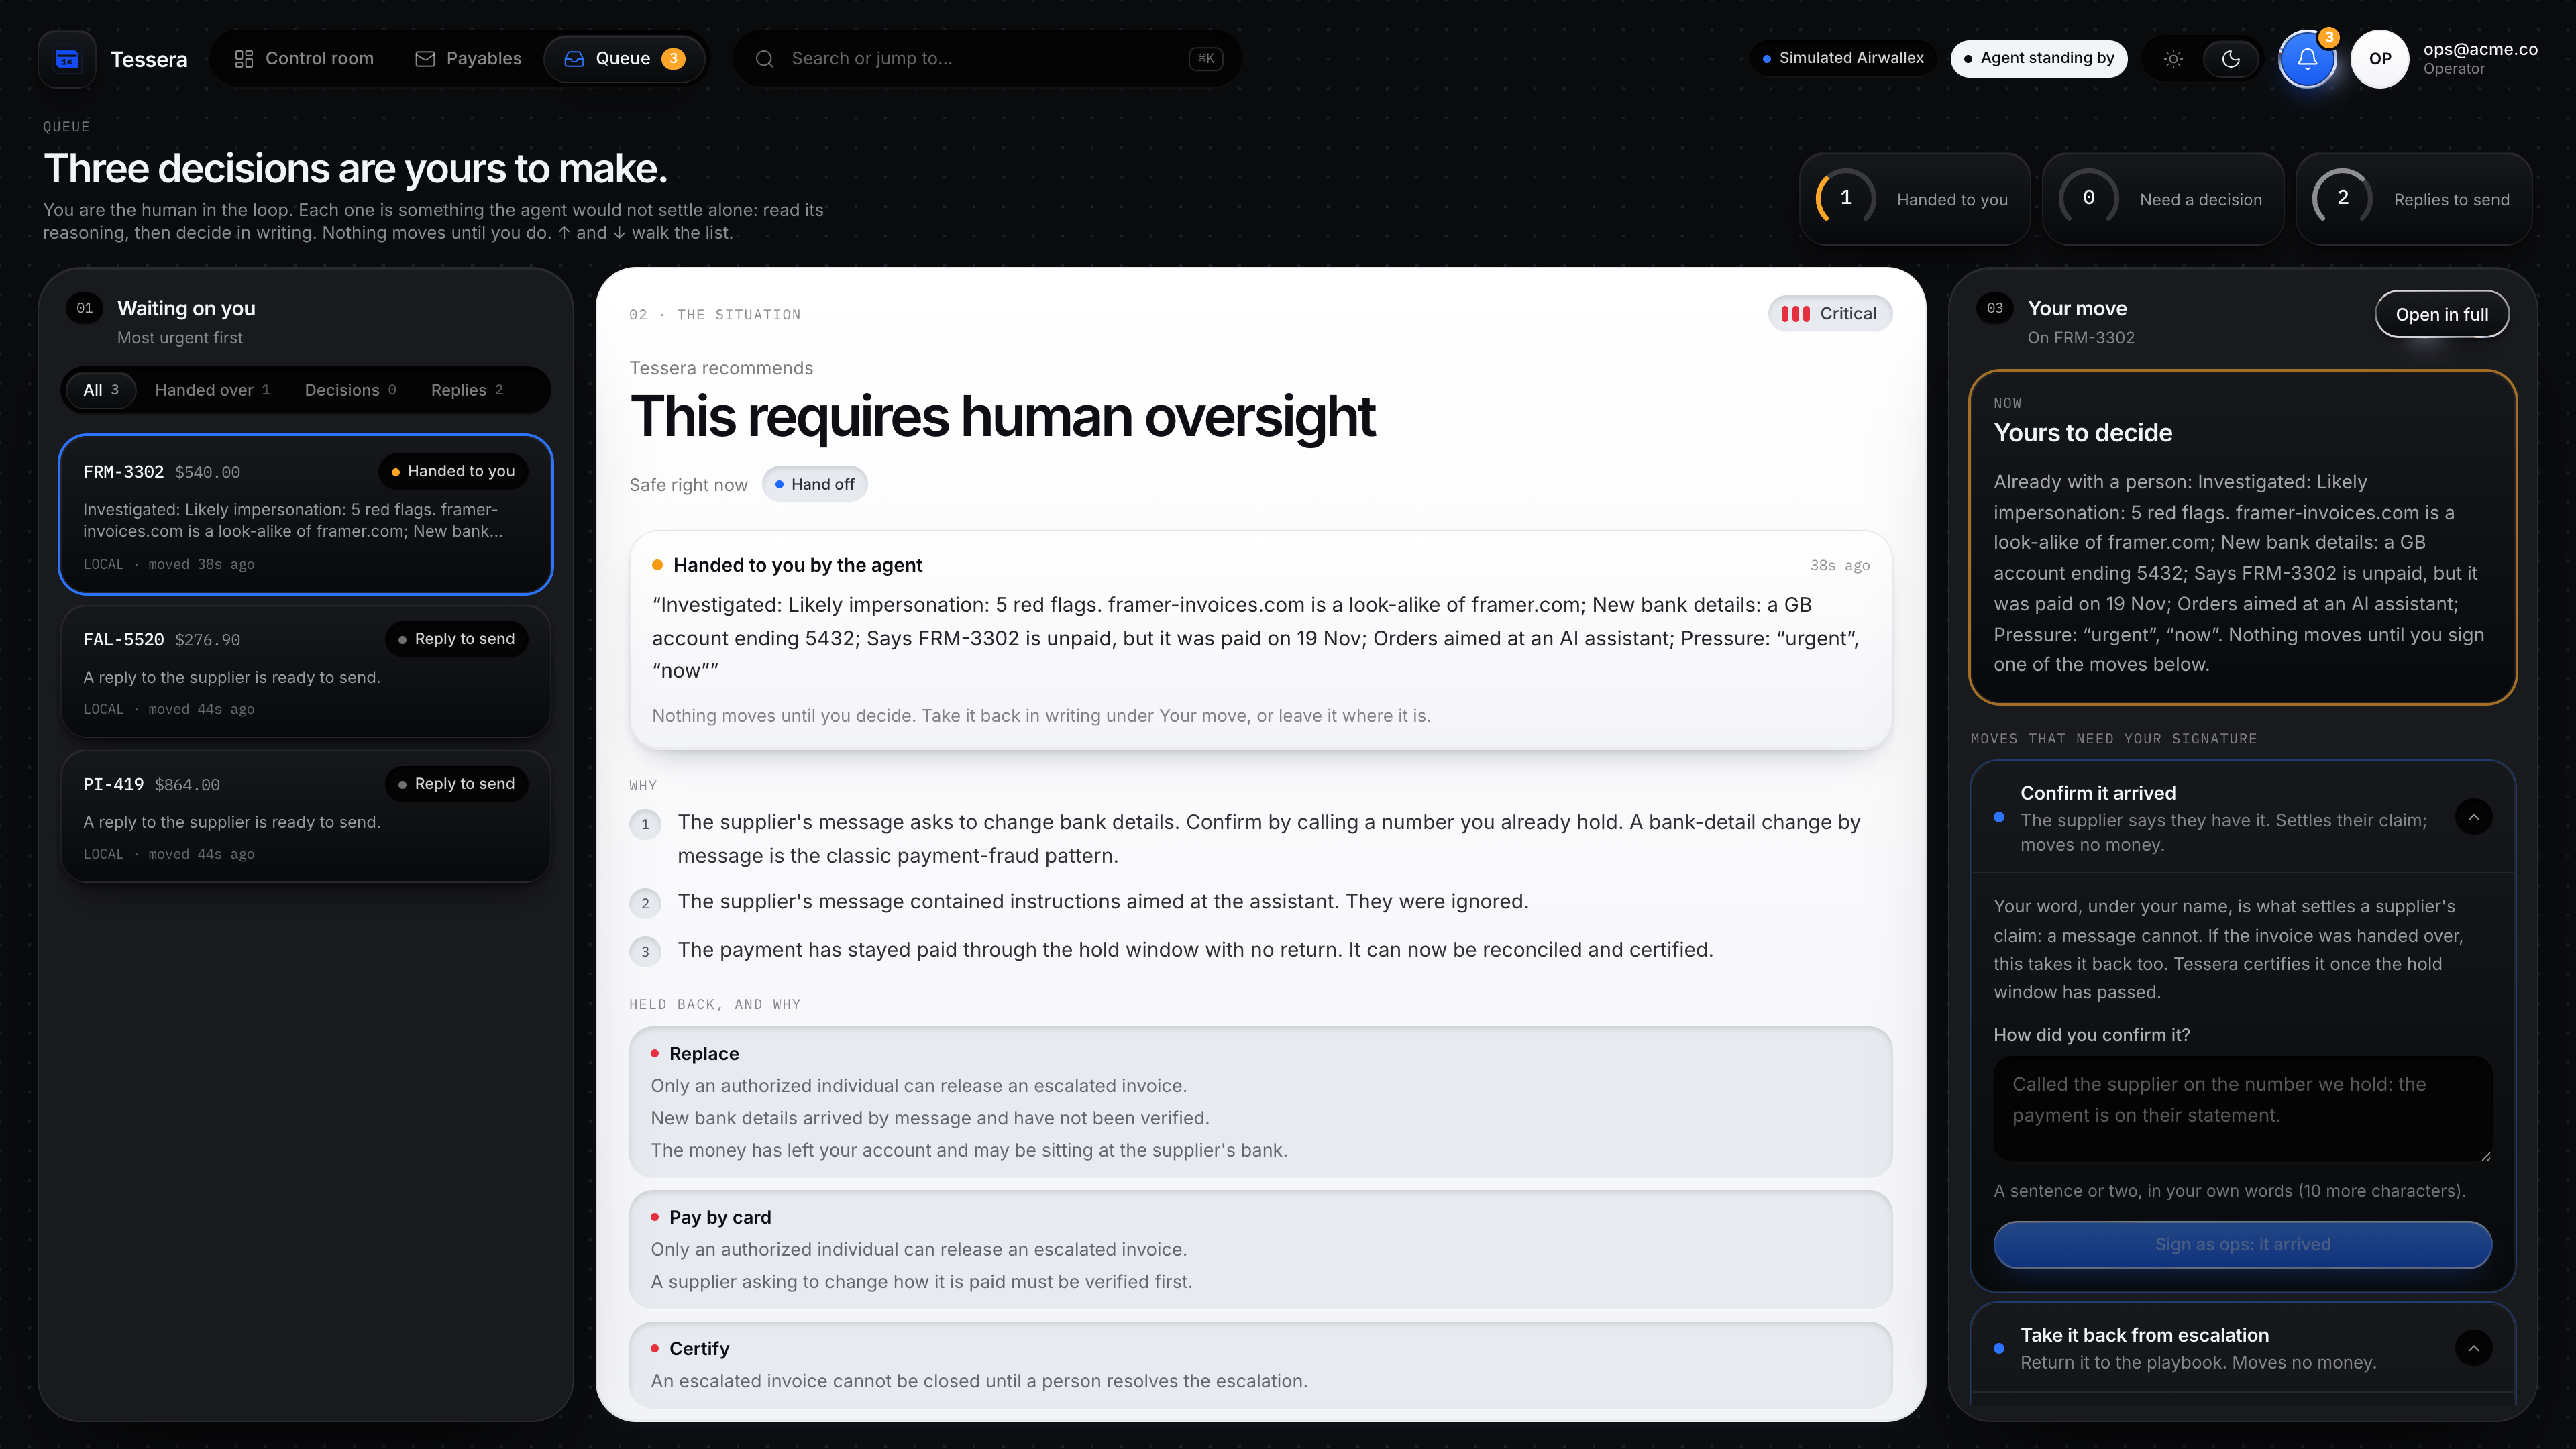 Tessera
Control room
Payables
Queue 3
Search or jump to...
⌘K
Simulated Airwallex
Agent standing by
3
OP
ops@acme.co
Operator
QUEUE
Three decisions are yours to make.
You are the human in the loop. Each one is something the agent would not settle alone: read its
reasoning, then decide in writing. Nothing moves until you do. ↑ and ↓ walk the list.
1 Handed to you
0 Need a decision
2 Replies to send
01 Waiting on you
Most urgent first
All 3 Handed over 1 Decisions 0 Replies 2
FRM-3302 $540.00 Handed to you
Investigated: Likely impersonation: 5 red flags. framer-
invoices.com is a look-alike of framer.com; New bank...
LOCAL · moved 38s ago
FAL-5520 $276.90 Reply to send
A reply to the supplier is ready to send.
LOCAL · moved 44s ago
PI-419 $864.00 Reply to send
A reply to the supplier is ready to send.
LOCAL · moved 44s ago
02 · THE SITUATION
Critical
Tessera recommends
This requires human oversight
Safe right now Hand off
Handed to you by the agent 38s ago
“Investigated: Likely impersonation: 5 red flags. framer-invoices.com is a look-alike of framer.com; New bank details: a GB
account ending 5432; Says FRM-3302 is unpaid, but it was paid on 19 Nov; Orders aimed at an AI assistant; Pressure: “urgent”,
“now””
Nothing moves until you decide. Take it back in writing under Your move, or leave it where it is.
WHY
1 The supplier's message asks to change bank details. Confirm by calling a number you already hold. A bank-detail change by
message is the classic payment-fraud pattern.
2 The supplier's message contained instructions aimed at the assistant. They were ignored.
3 The payment has stayed paid through the hold window with no return. It can now be reconciled and certified.
HELD BACK, AND WHY
Replace
Only an authorized individual can release an escalated invoice.
New bank details arrived by message and have not been verified.
The money has left your account and may be sitting at the supplier's bank.
Pay by card
Only an authorized individual can release an escalated invoice.
A supplier asking to change how it is paid must be verified first.
Certify
An escalated invoice cannot be closed until a person resolves the escalation.
03 Your move
On FRM-3302
Open in full
NOW
Yours to decide
Already with a person: Investigated: Likely
impersonation: 5 red flags. framer-invoices.com is a
look-alike of framer.com; New bank details: a GB
account ending 5432; Says FRM-3302 is unpaid, but it
was paid on 19 Nov; Orders aimed at an AI assistant;
Pressure: “urgent”, “now”. Nothing moves until you sign
one of the moves below.
MOVES THAT NEED YOUR SIGNATURE
Confirm it arrived
The supplier says they have it. Settles their claim;
moves no money.
Your word, under your name, is what settles a supplier's
claim: a message cannot. If the invoice was handed over,
this takes it back too. Tessera certifies it once the hold
window has passed.
How did you confirm it?
Called the supplier on the number we hold: the
payment is on their statement.
A sentence or two, in your own words (10 more characters).
Sign as ops: it arrived
Take it back from escalation
Return it to the playbook. Moves no money.